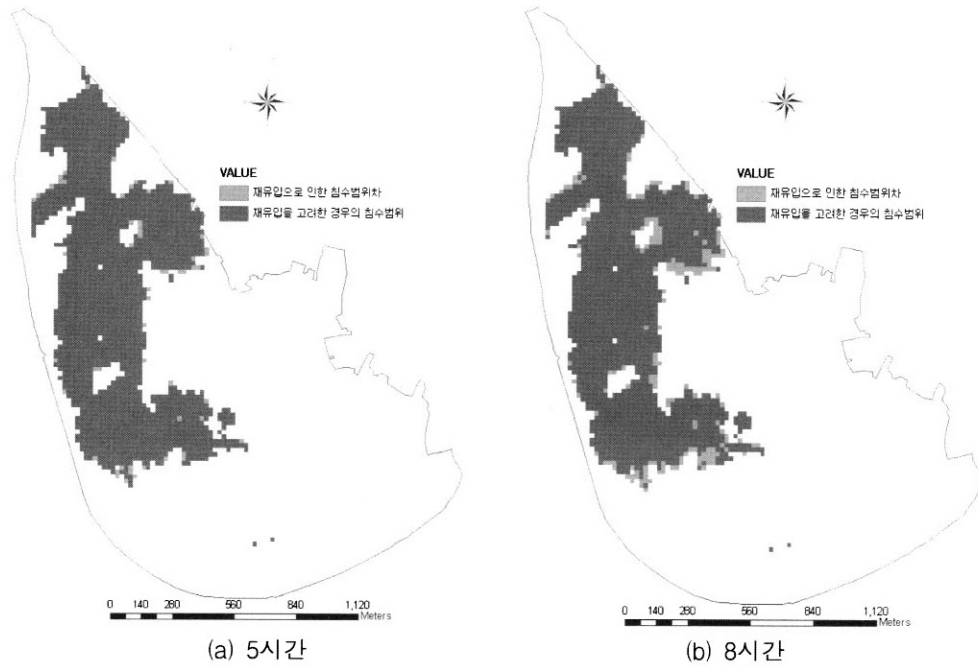 VALUE
재유입으로 인한 침수범위차
재유입을 고려한 경우의 침수범위
0 140 280 560 840 1,120
Meters
(a) 5시간
VALUE
재유입으로 인한 침수범위차
재유입을 고려한 경우의 침수범위
0 140 280 560 840 1,120
Meters
(b) 8시간